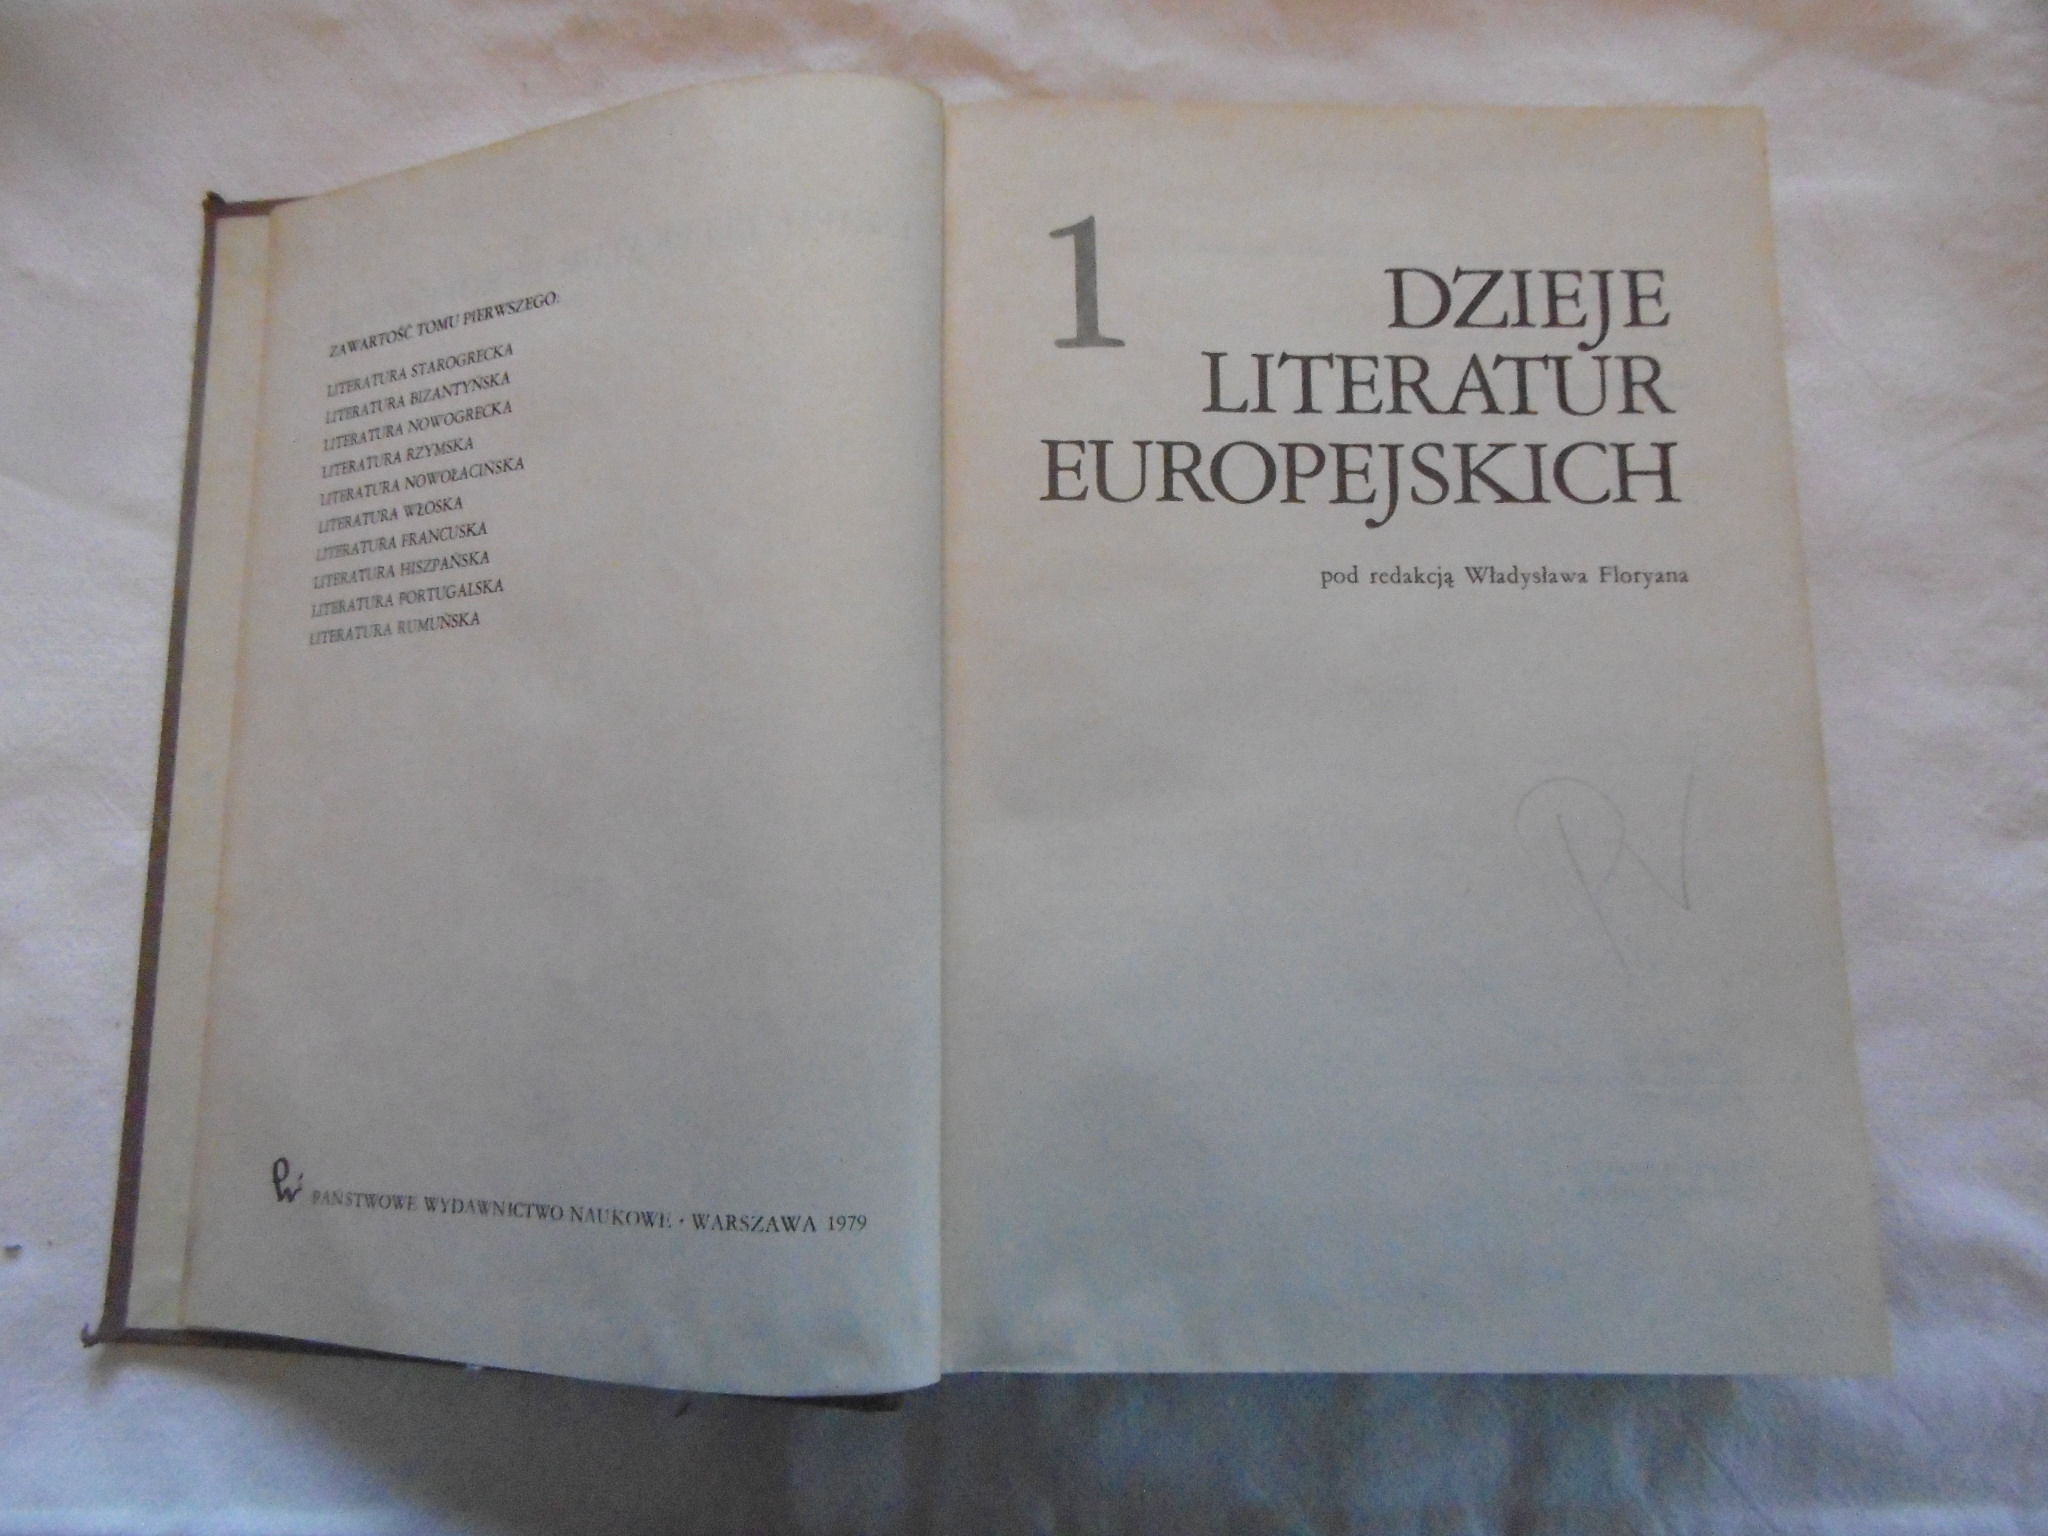 ZAWARTOŚĆ TOMU PIERWSZEGO:
LITERATURA STAROGRECKA
LITERATURA BIZANTYŃSKA
LITERATURA NOWOGRECKA
LITERATURA RZYMSKA
LITERATURA NOWOŁACIŃSKA
LITERATURA WŁOSKA
LITERATURA FRANCUSKA
LITERATURA HISZPAŃSKA
LITERATURA PORTUGALSKA
LITERATURA RUMUŃSKA
PAŃSTWOWE WYDAWNICTWO NAUKOWE • WARSZAWA 1979
1
DZIEJE
LITERATUR
EUROPEJSKICH
pod redakcją Władysława Floryana